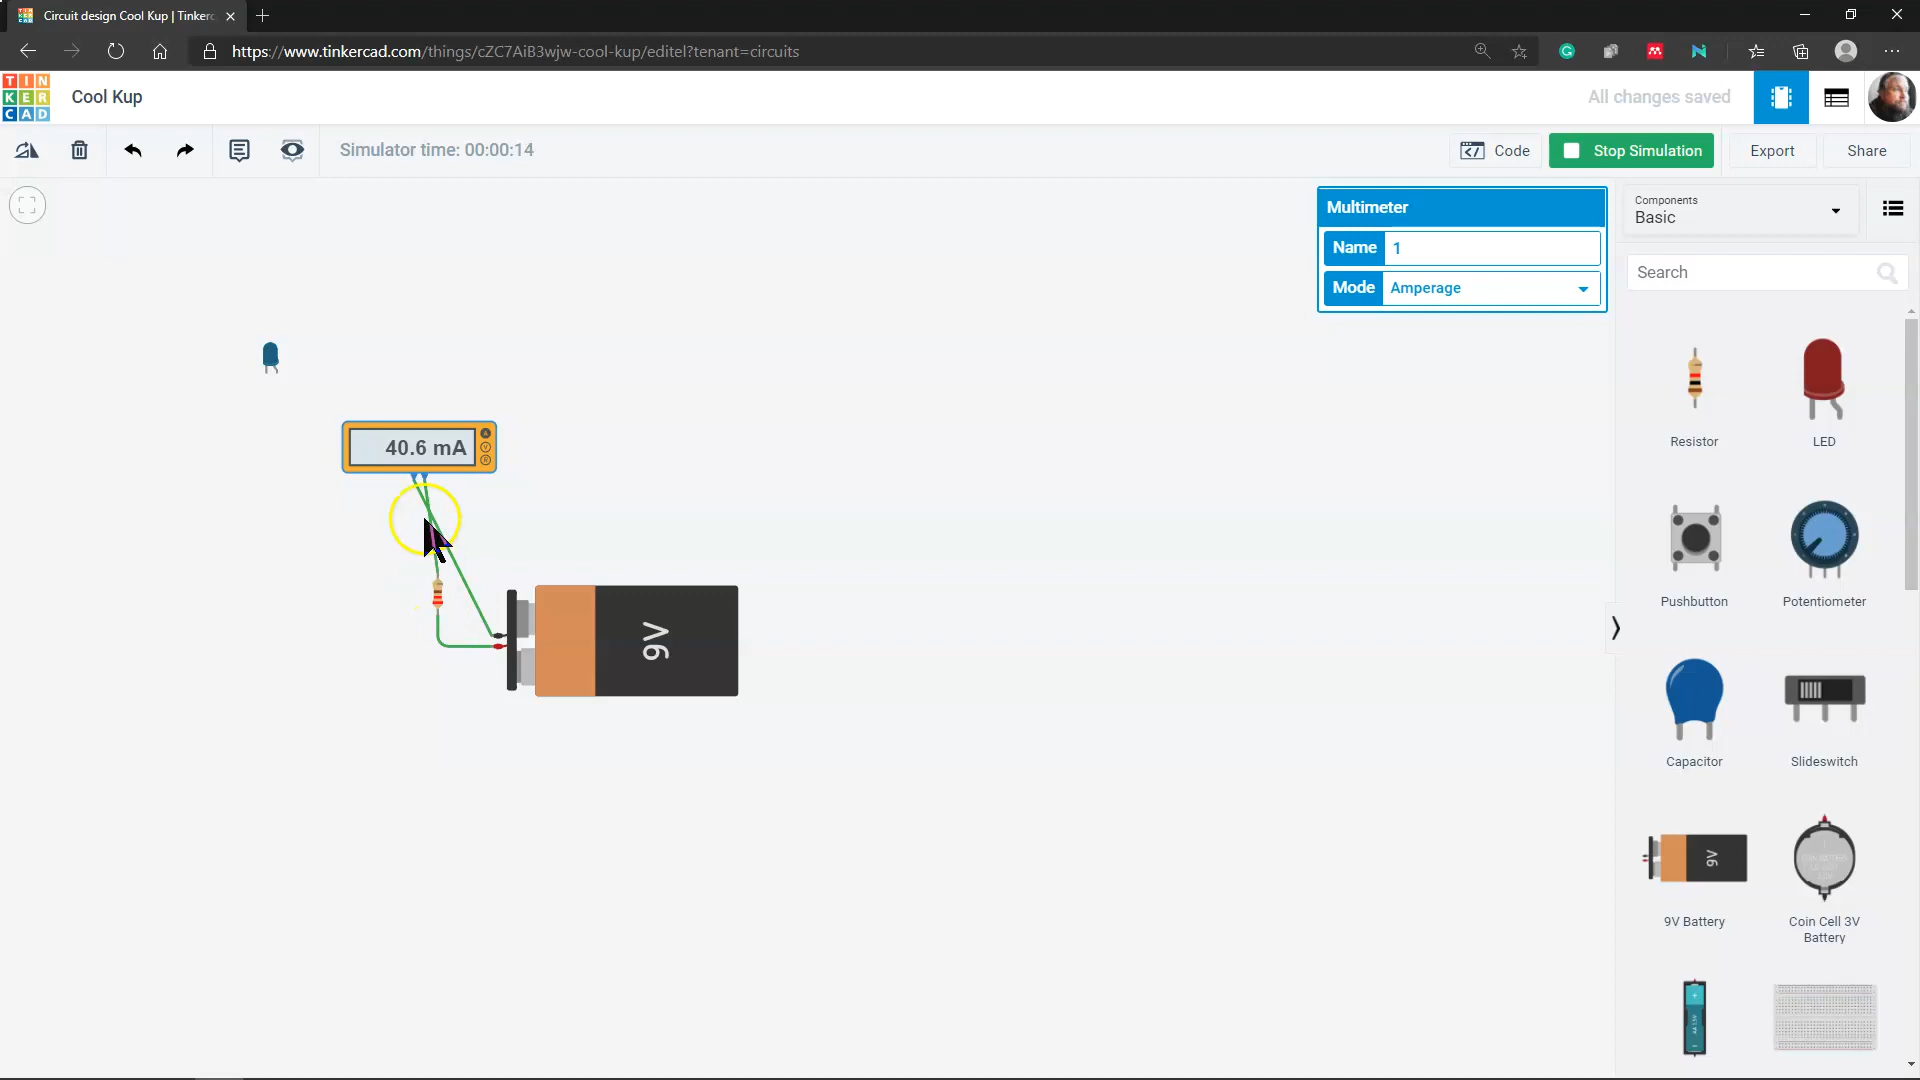 Circuit design Cool Kup | Tinkerc
https://www.tinkercad.com/things/cZC7AiB3wjw-cool-kup/editel?tenant=circuits
TIN
KER
CAD
Cool Kup
All changes saved
Simulator time: 00:00:14
Code
Stop Simulation
Export
Share
Multimeter
Name 1
Mode Amperage
Components
Basic
Search
40.6 mA
A
V
R
9V
Resistor
LED
Pushbutton
Potentiometer
Capacitor
Slideswitch
9V
9V Battery
Coin Cell 3V
Battery